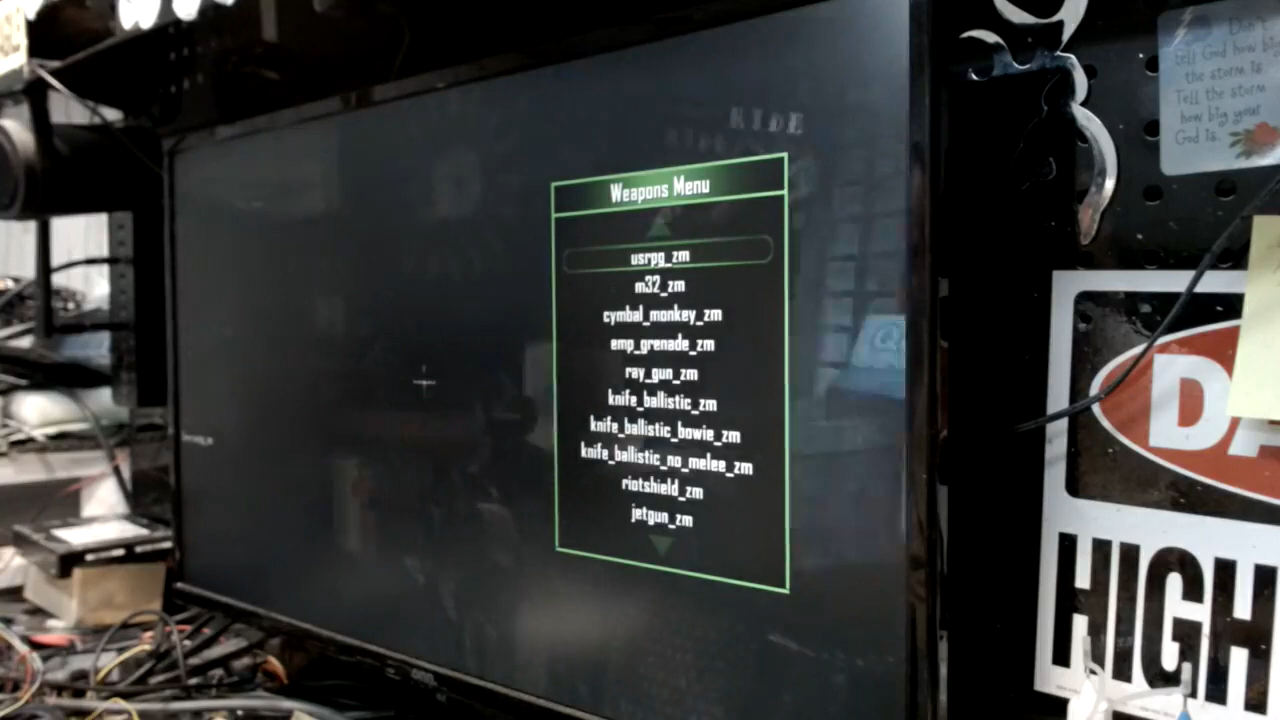 Weapons Menu
usrpg_zm
m32_zm
cymbal_monkey_zm
emp_grenade_zm
ray_gun_zm
knife_ballistic_zm
knife_ballistic_bowie_zm
knife_ballistic_no_melee_zm
riotshield_zm
jetgun_zm
Don't
tell God how big
the storm is
Tell the storm
how big your
God is.
DA
HIGH